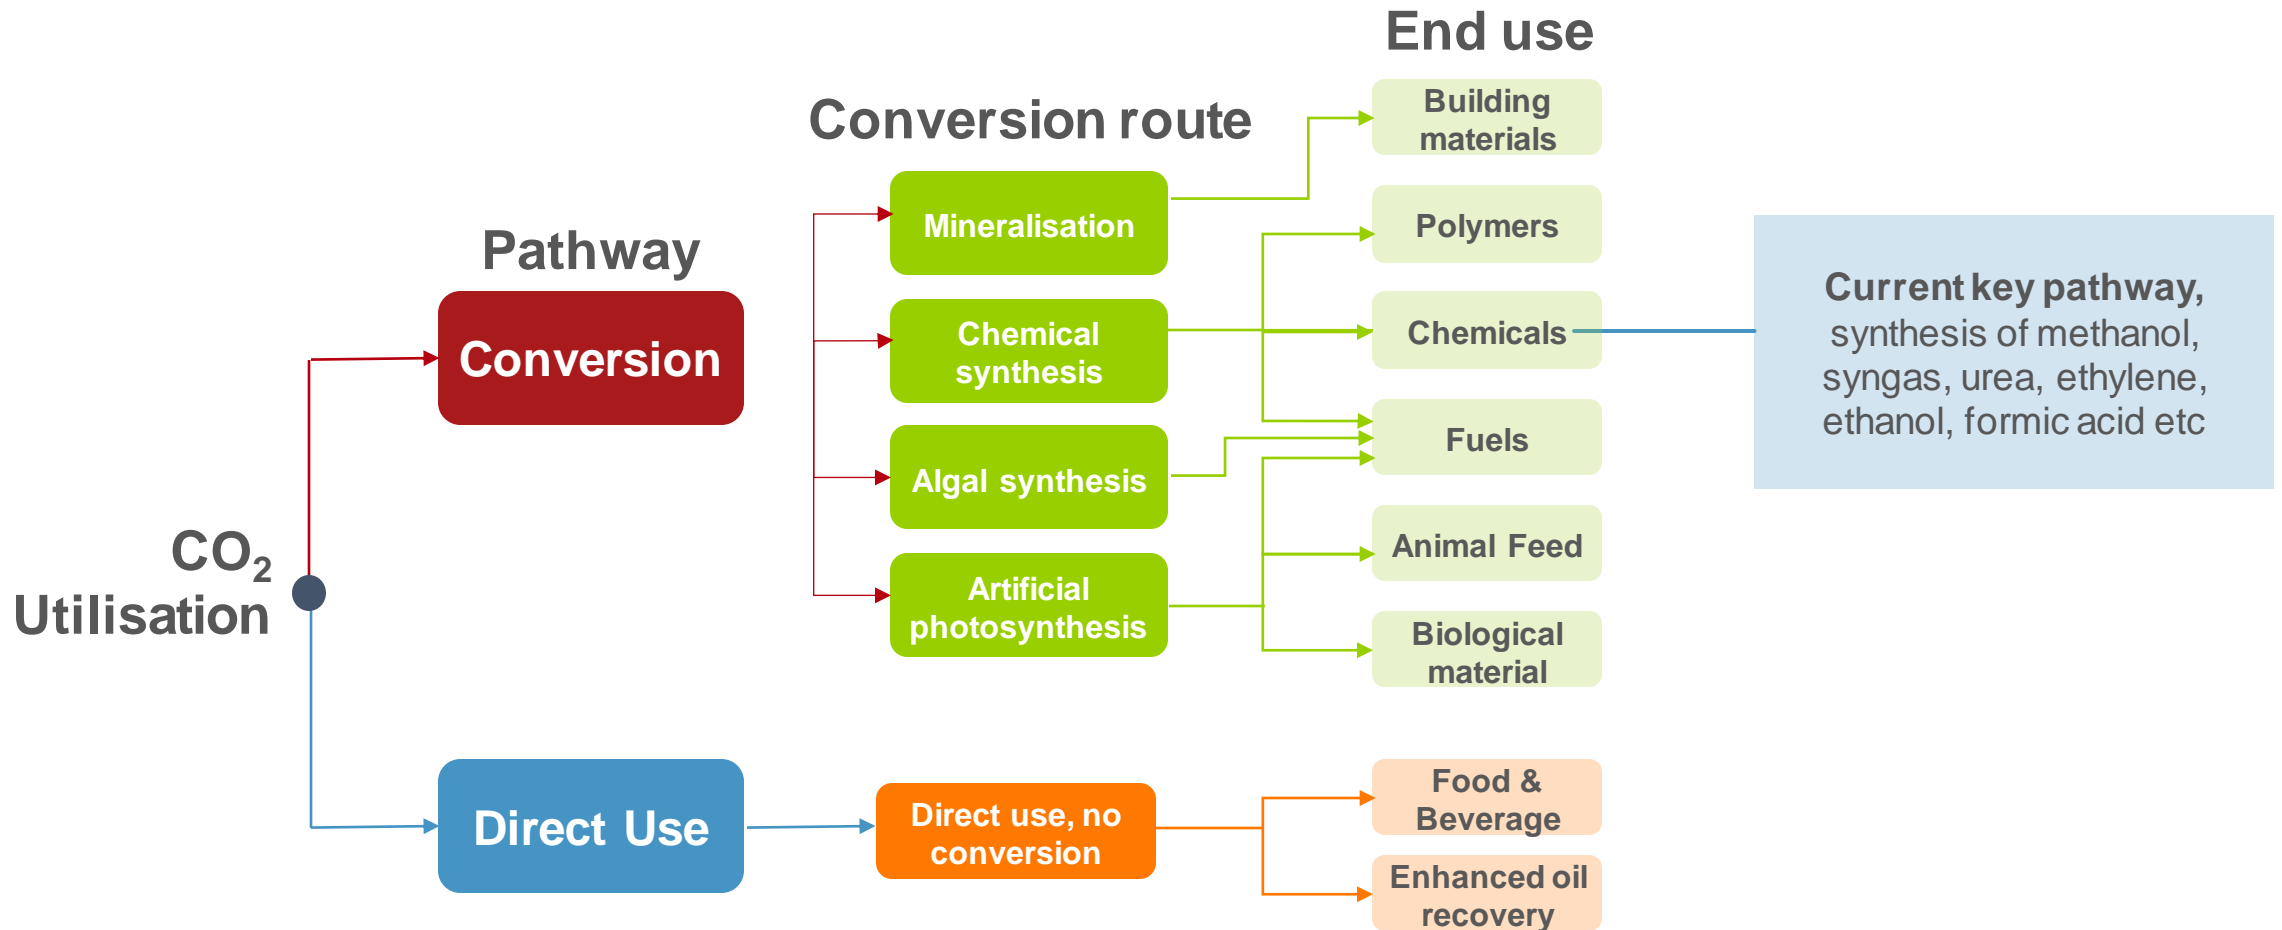 End use
Conversion route
Pathway
CO₂
Utilisation
Conversion
Direct Use
Mineralisation
Chemical
synthesis
Algal synthesis
Artificial
photosynthesis
Direct use, no
conversion
Building
materials
Polymers
Chemicals
Fuels
Animal Feed
Biological
material
Food &
Beverage
Enhanced oil
recovery
Current key pathway,
synthesis of methanol,
syngas, urea, ethylene,
ethanol, formic acid etc